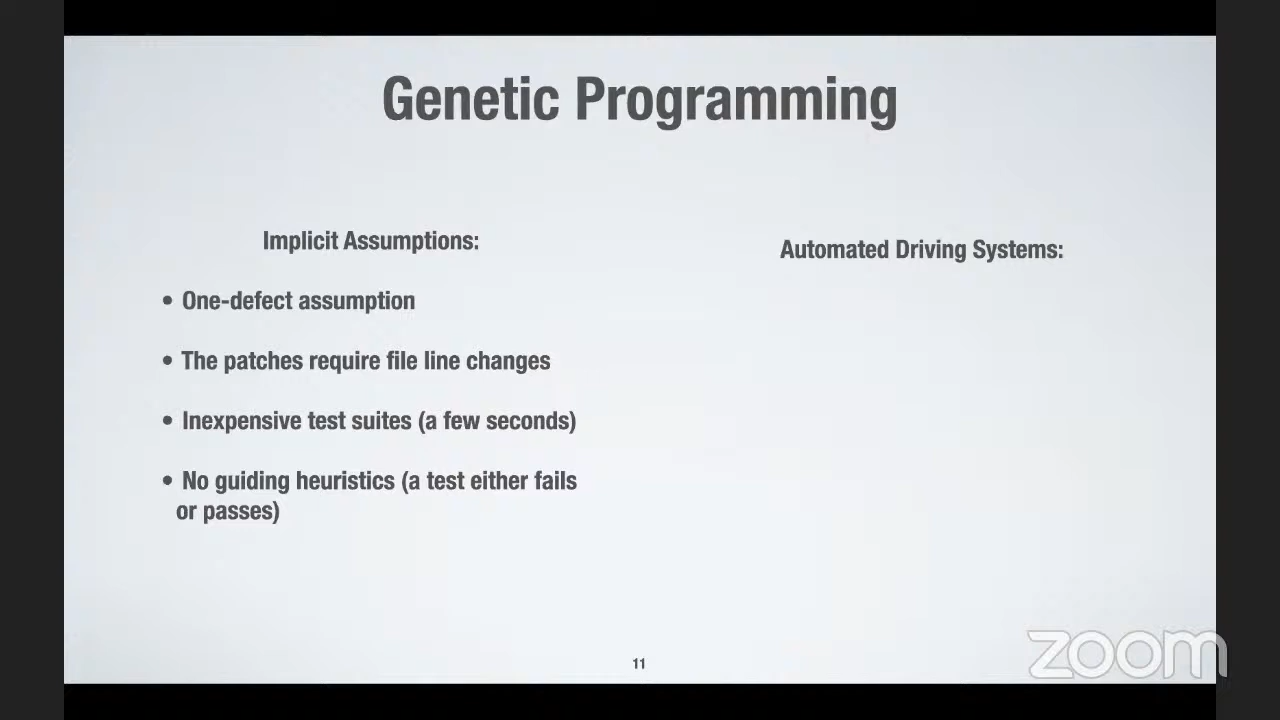 Genetic Programming
Implicit Assumptions:
• One-defect assumption
• The patches require file line changes
• Inexpensive test suites (a few seconds)
• No guiding heuristics (a test either fails
or passes)
Automated Driving Systems:
11
zoom